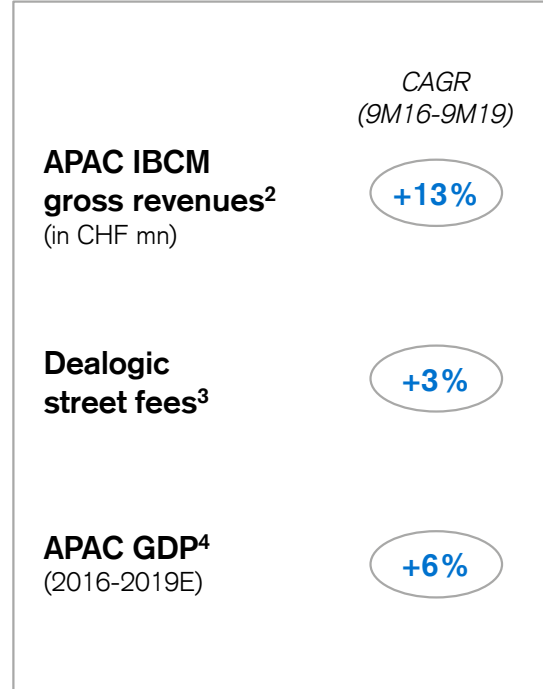 CAGR
(9M16-9M19)
APAC IBCM
gross revenues²
(in CHF mn)
+13%
Dealogic
street fees³
+3%
APAC GDP⁴
(2016-2019E)
+6%